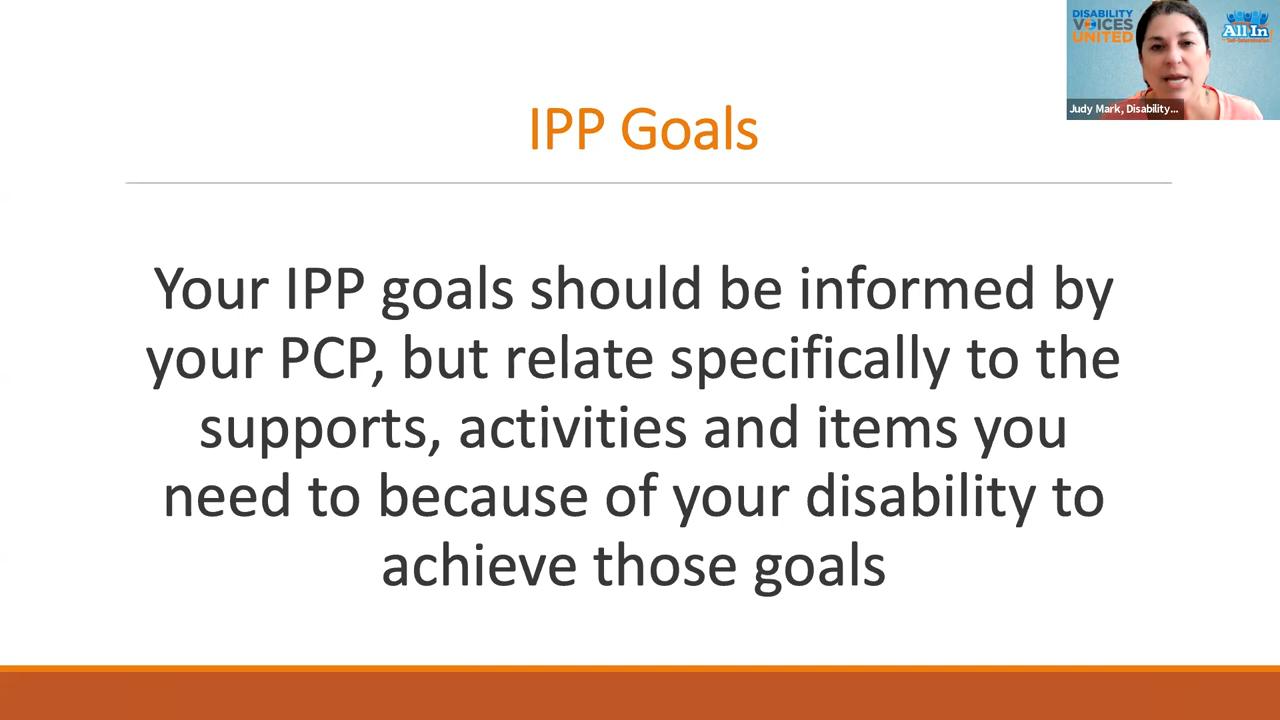 DISABILITY
VOICES
UNITED
All In
Judy Mark, Disability...
IPP Goals
Your IPP goals should be informed by
your PCP, but relate specifically to the
supports, activities and items you
need to because of your disability to
achieve those goals